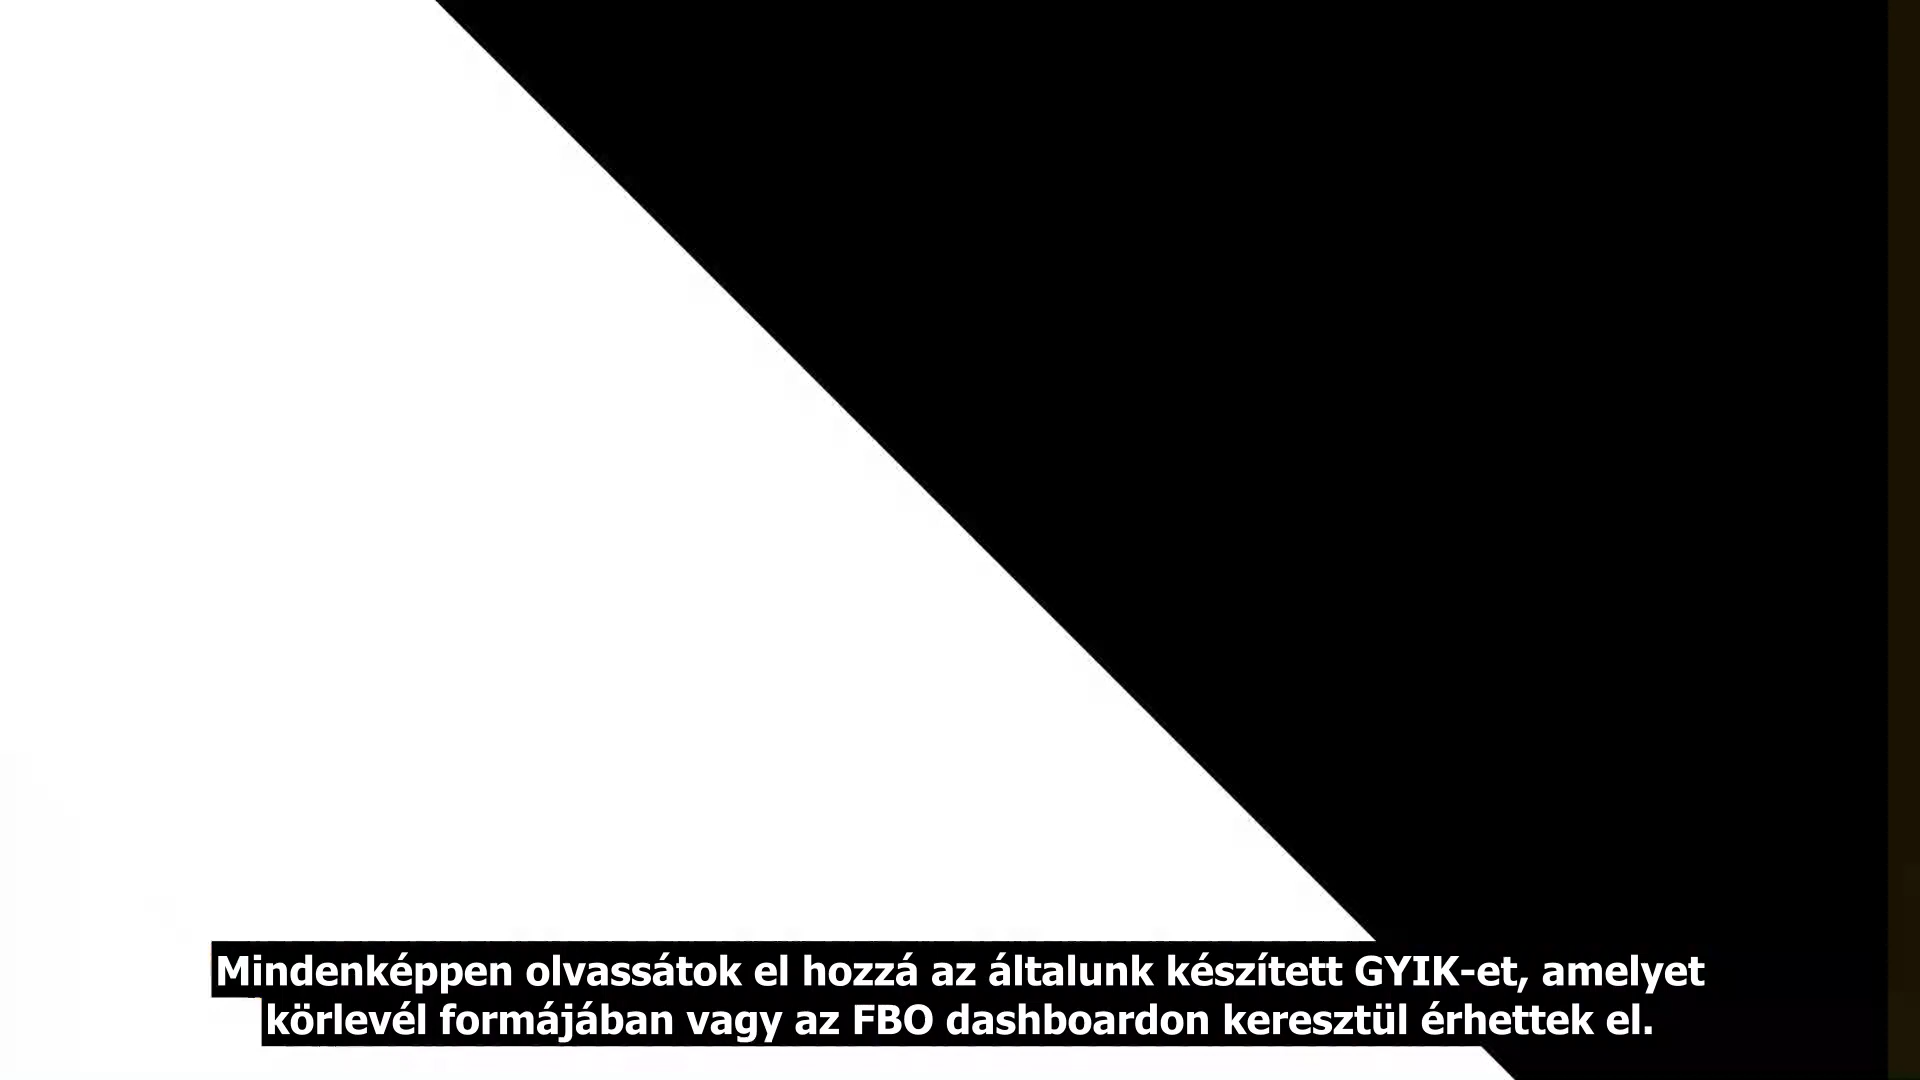 Mindenképpen olvassátok el hozzá az általunk készített GYIK-et, amelyet
körlevél formájában vagy az FBO dashboardon keresztül érhettek el.